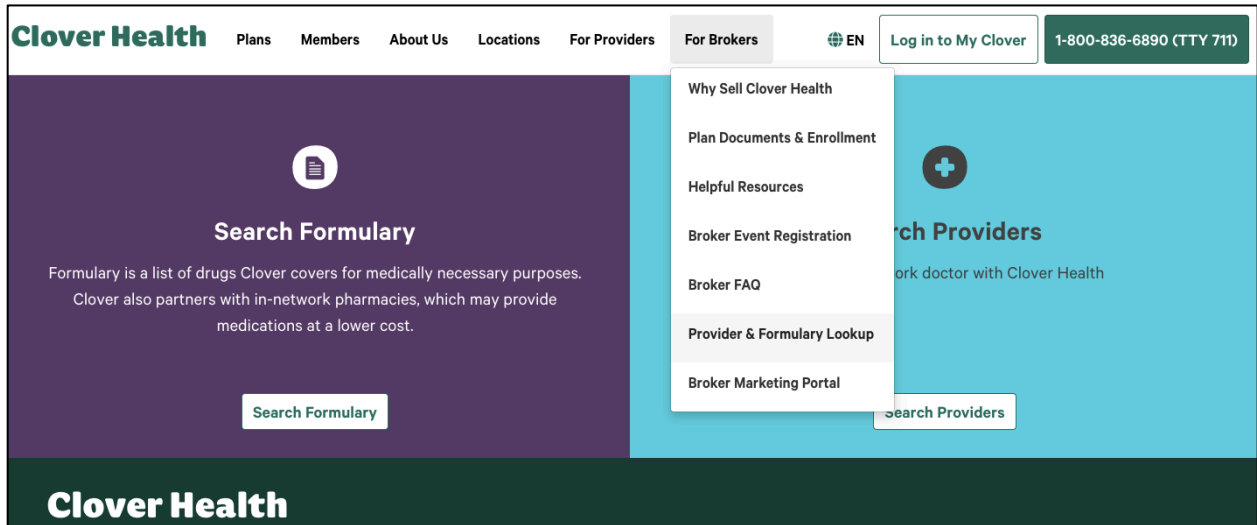 Clover Health Plans Members About Us Locations For Providers For Brokers EN Log in to My Clover 1-800-836-6890 (TTY 711)
Why Sell Clover Health
Plan Documents & Enrollment
Helpful Resources
Broker Event Registration
Broker FAQ
Provider & Formulary Lookup
Broker Marketing Portal
Search Formulary
Formulary is a list of drugs Clover covers for medically necessary purposes.
Clover also partners with in-network pharmacies, which may provide
medications at a lower cost.
Search Formulary
Providers
doctor with Clover Health
Search Providers
Clover Health